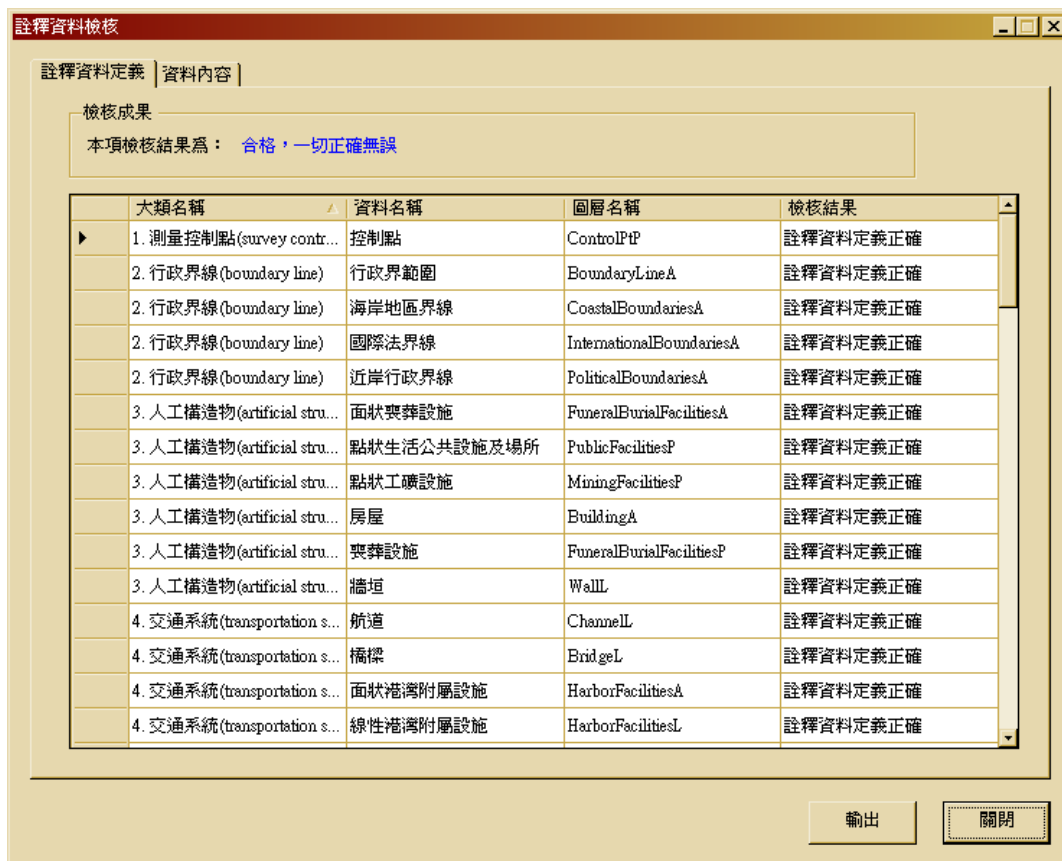 詮釋資料檢核
詮釋資料定義 資料內容
檢核成果
本項檢核結果為： 合格，一切正確無誤
大類名稱 資料名稱 圖層名稱 檢核結果
1. 測量控制點(survey contr... 控制點 ControlPtP 詮釋資料定義正確
2. 行政界線(boundary line) 行政界範圍 BoundaryLineA 詮釋資料定義正確
2. 行政界線(boundary line) 海岸地區界線 CoastalBoundariesA 詮釋資料定義正確
2. 行政界線(boundary line) 國際法界線 InternationalBoundariesA 詮釋資料定義正確
2. 行政界線(boundary line) 近岸行政界線 PoliticalBoundariesA 詮釋資料定義正確
3. 人工構造物(artificial stru... 面狀喪葬設施 FuneralBurialFacilitiesA 詮釋資料定義正確
3. 人工構造物(artificial stru... 點狀生活公共設施及場所 PublicFacilitiesP 詮釋資料定義正確
3. 人工構造物(artificial stru... 點狀工礦設施 MiningFacilitiesP 詮釋資料定義正確
3. 人工構造物(artificial stru... 房屋 BuildingA 詮釋資料定義正確
3. 人工構造物(artificial stru... 喪葬設施 FuneralBurialFacilitiesP 詮釋資料定義正確
3. 人工構造物(artificial stru... 牆垣 WallL 詮釋資料定義正確
4. 交通系統(transportation s... 航道 ChannelL 詮釋資料定義正確
4. 交通系統(transportation s... 橋樑 BridgeL 詮釋資料定義正確
4. 交通系統(transportation s... 面狀港灣附屬設施 HarborFacilitiesA 詮釋資料定義正確
4. 交通系統(transportation s... 線性港灣附屬設施 HarborFacilitiesL 詮釋資料定義正確
輸出 關閉